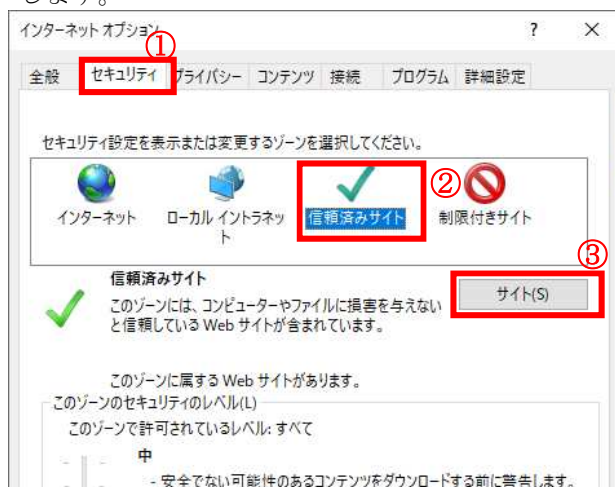 します。
インターネット オプション ? ×
①
全般 セキュリティ プライバシー コンテンツ 接続 プログラム 詳細設定
セキュリティ設定を表示または変更するゾーンを選択してください。
②
インターネット ローカル イントラネット 信頼済みサイト 制限付きサイト
③
信頼済みサイト
サイト(S)
このゾーンには、コンピューターやファイルに損害を与えない
と信頼している Web サイトが含まれています。
このゾーンに属する Web サイトがあります。
このゾーンのセキュリティのレベル(L)
このゾーンで許可されているレベル: すべて
中
- 安全でない可能性のあるコンテンツをダウンロードする前に警告します。